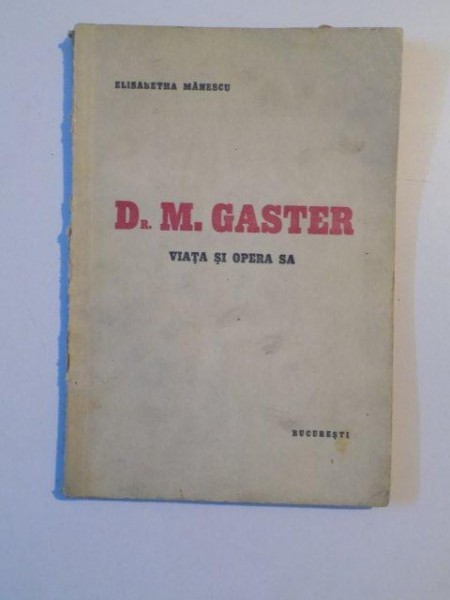 ELISABETHA MĂNESCU
DR. M. GASTER
VIAȚA ȘI OPERA SA
BUCUREȘTI